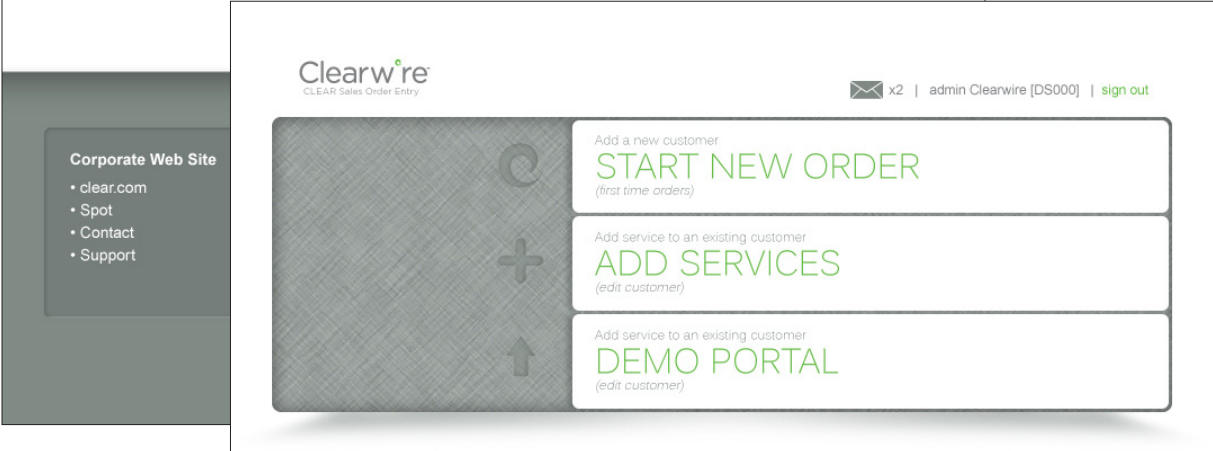 Corporate Web Site
• clear.com
• Spot
• Contact
• Support
Clearwire
CLEAR Sales Order Entry
x2 | admin Clearwire [DS000] | sign out
Add a new customer
START NEW ORDER
(first time orders)
Add service to an existing customer
ADD SERVICES
(edit customer)
Add service to an existing customer
DEMO PORTAL
(edit customer)